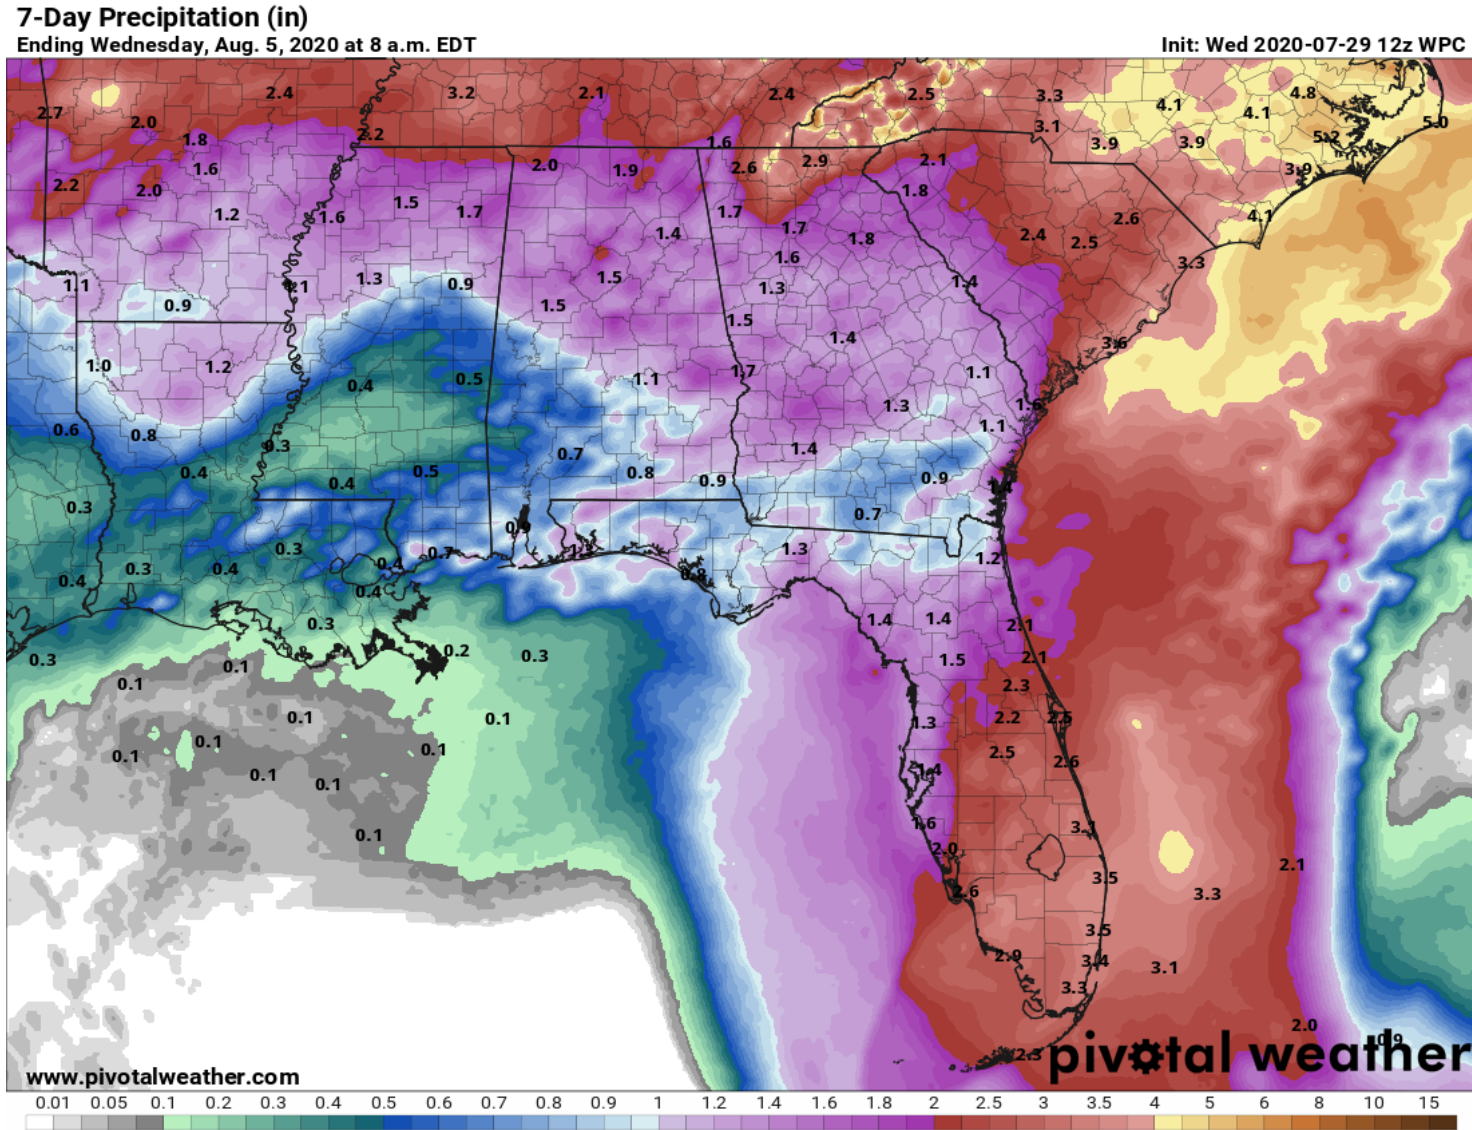 7-Day Precipitation (in)
Ending Wednesday, Aug. 5, 2020 at 8 a.m. EDT
Init: Wed 2020-07-29 12z WPC
2.7 2.4 3.2 2.1 2.4 2.5 3.3 4.1 4.8
2.0 4.1 5.0
1.8 2.2 1.6 3.1 3.9 3.9 5.2
2.2 2.0 1.6 2.0 1.9 2.6 2.9 2.1 3.9
1.2 1.6 1.5 1.7 1.7 1.8 2.6 4.1
1.4 1.7 1.8 2.4 2.5
1.1 1.3 0.9 1.5 1.6 1.4 3.3
0.9 1.5 1.3
1.5 1.4 3.6
1.0 1.2 0.4 0.5 1.1 1.7 1.1
0.6 0.8 0.3 1.3 1.6 1.1
0.4 0.4 0.5 0.7 0.8 0.9 1.4 0.9
0.3 0.9 0.7
0.4 0.3 0.4 0.3 0.4 0.7 1.3 1.2
0.4 0.8
0.3 0.3 0.2 0.3 1.4 1.4 2.1
0.1 0.1 1.5 2.1
0.1 0.1 2.3
0.1 0.1 0.1 1.3 2.2 2.5
0.1 0.1 1.4 2.5 2.6
0.1 1.6 3.1
2.0 2.1
2.6 3.5 3.3
3.5
2.9 3.4 3.1
3.3
2.0
2.3 0.9
pivotal weather
www.pivotalweather.com
0.01 0.05 0.1 0.2 0.3 0.4 0.5 0.6 0.7 0.8 0.9 1 1.2 1.4 1.6 1.8 2 2.5 3 3.5 4 5 6 8 10 15